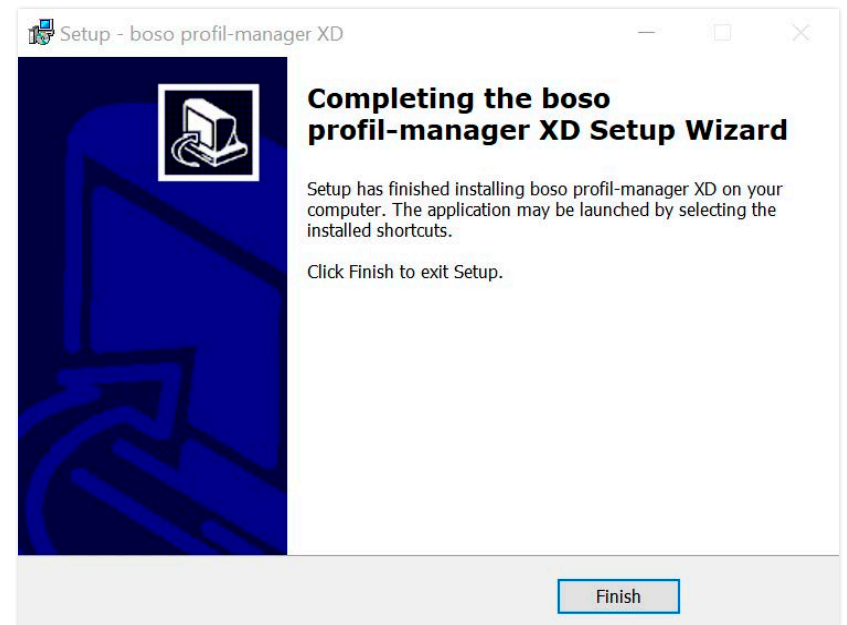 Setup - boso profil-manager XD
Completing the boso
profil-manager XD Setup Wizard
Setup has finished installing boso profil-manager XD on your
computer. The application may be launched by selecting the
installed shortcuts.
Click Finish to exit Setup.
Finish